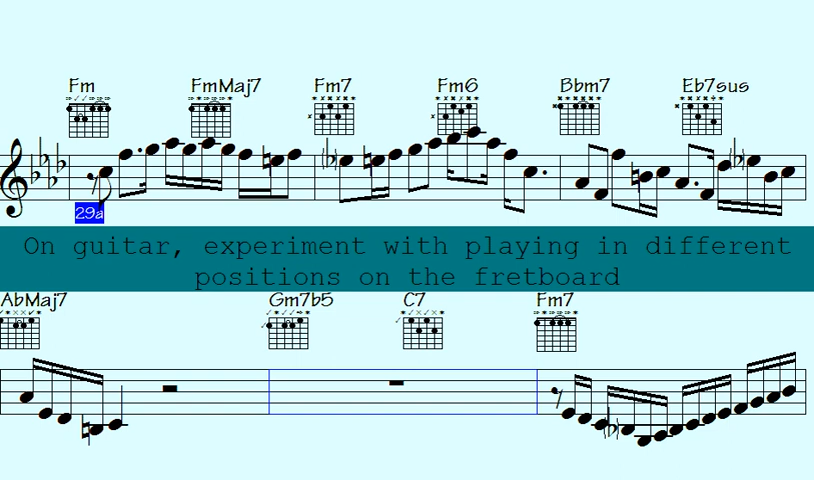 Fm FmMaj7 Fm7 Fm6 Bbm7 Eb7sus
29a
On guitar, experiment with playing in different
positions on the fretboard
AbMaj7 Gm7b5 C7 Fm7